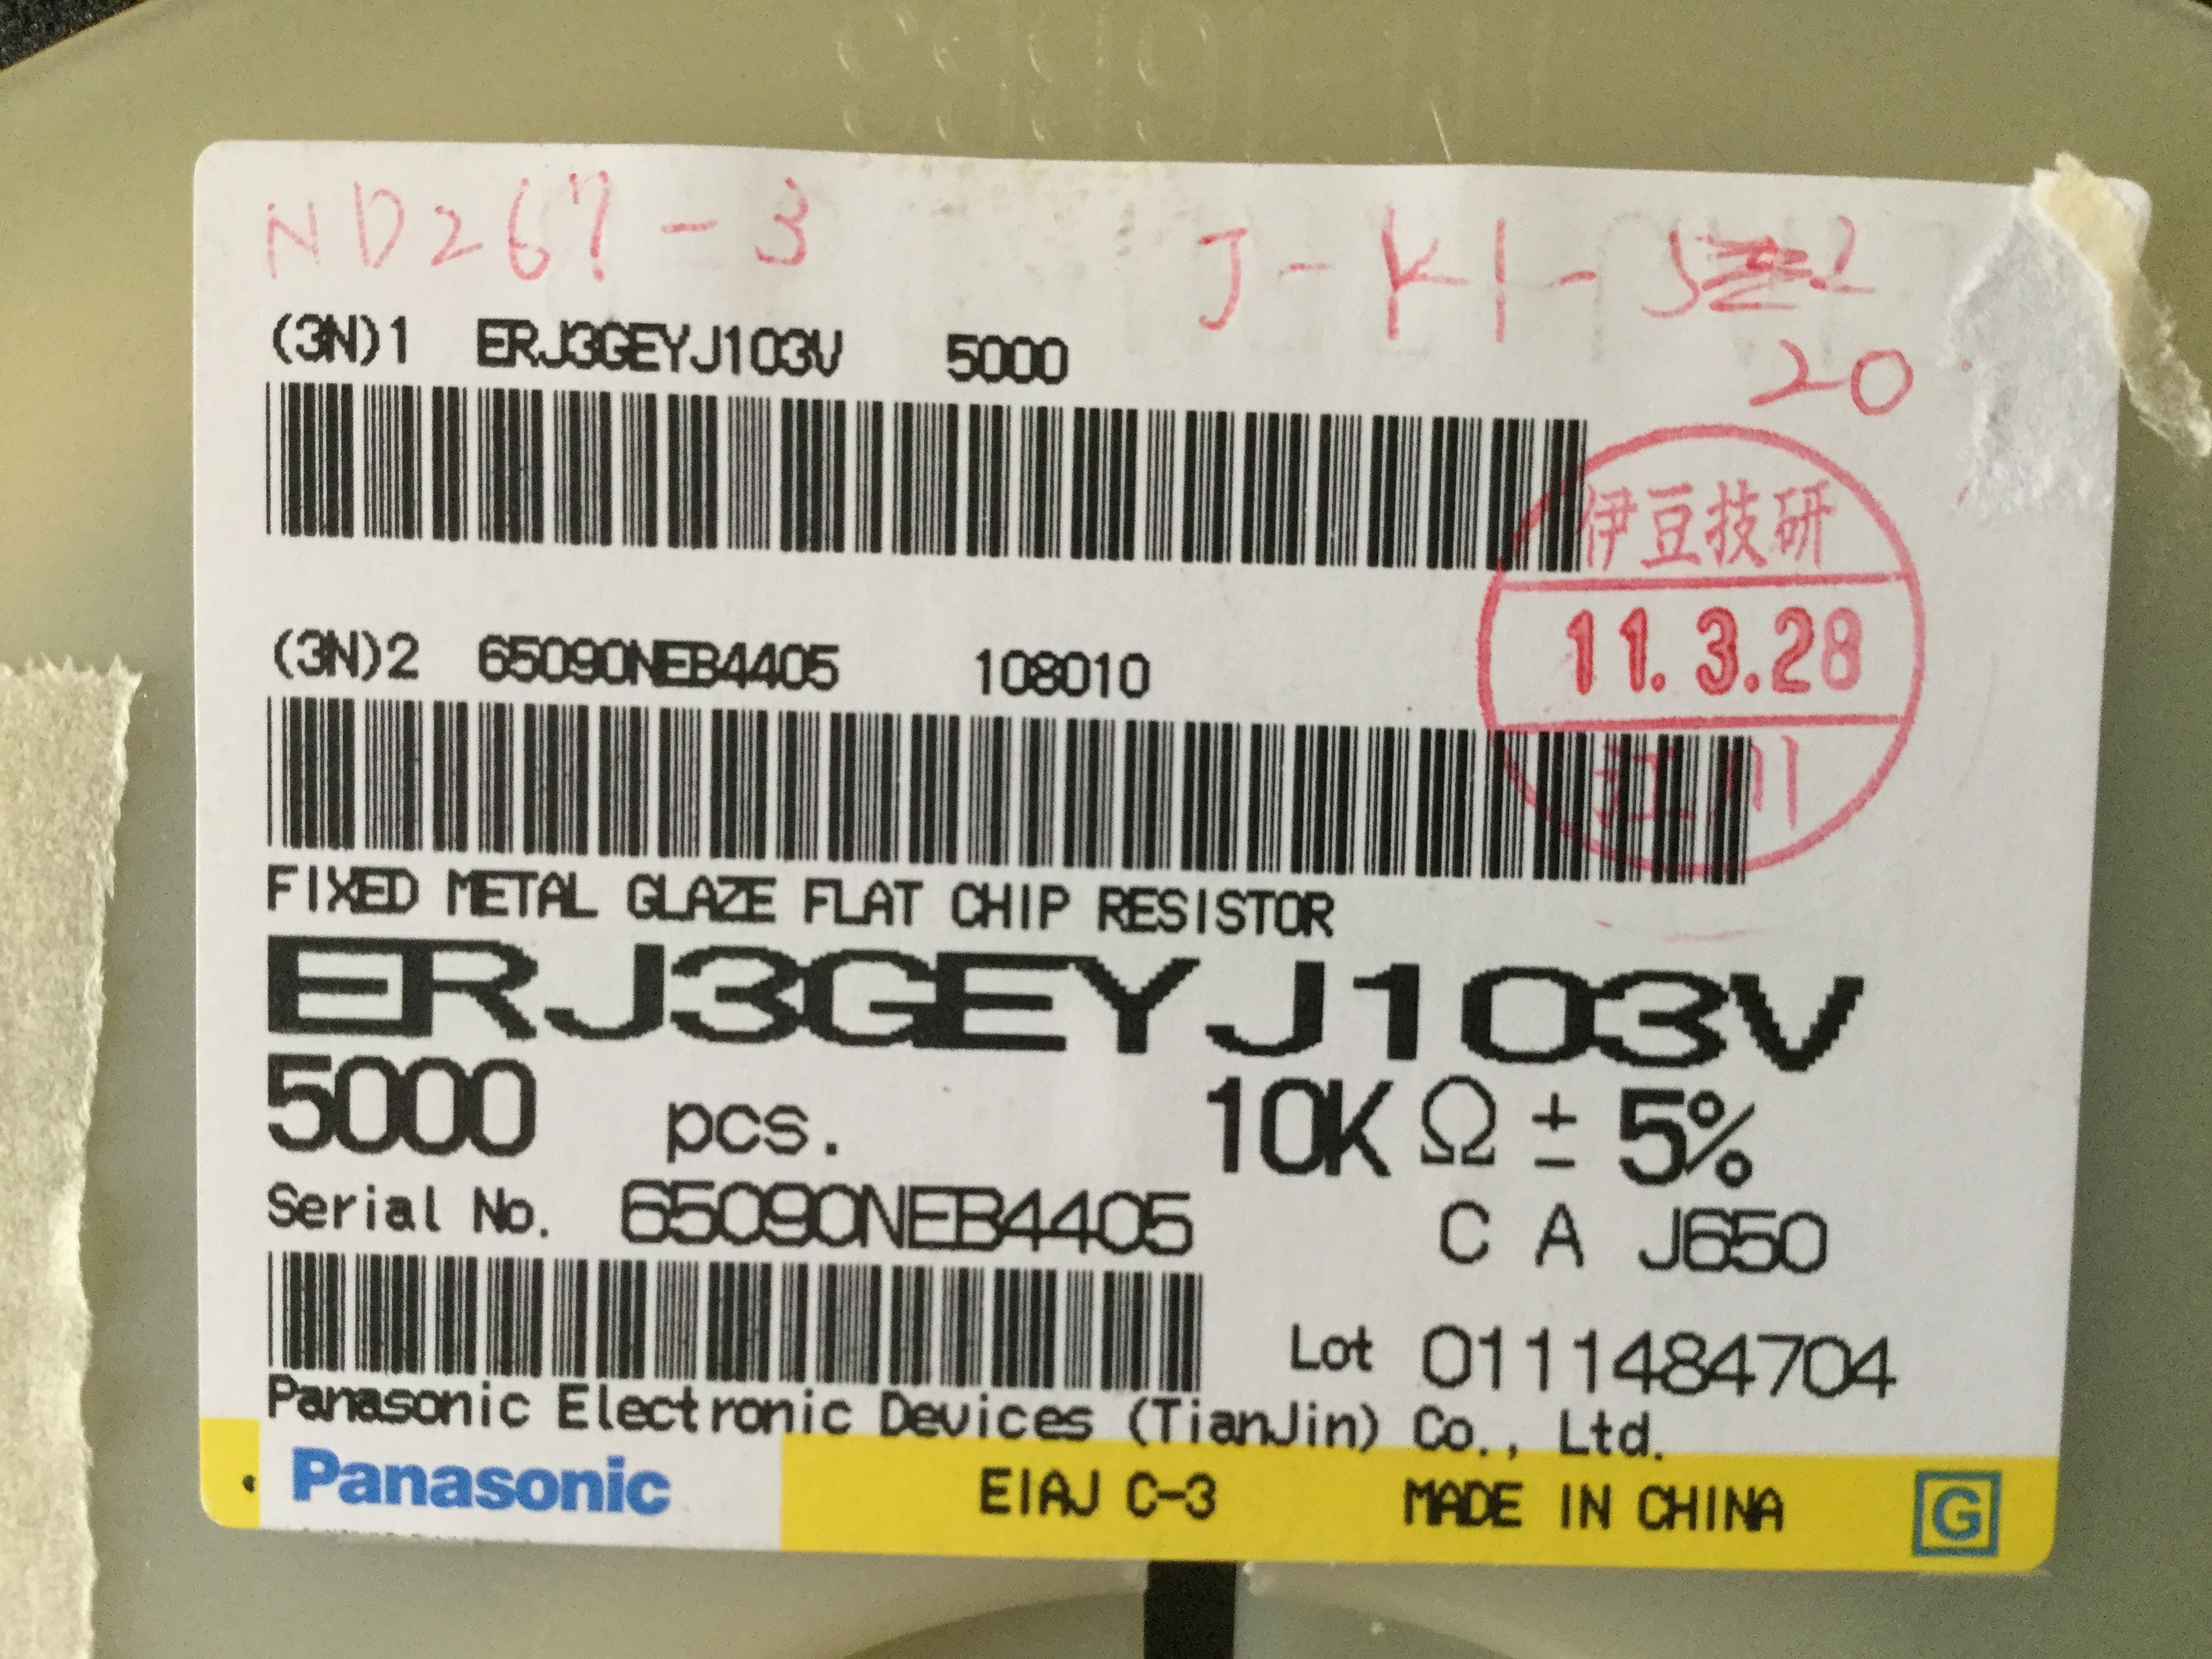 ND267-3
J-K1-
20
(3N)1 ERJ3GEYJ103V 5000
伊豆技研
11.3.28
江川
(3N)2 65090NEB4405 108010
FIXED METAL GLAZE FLAT CHIP RESISTOR
ERJ3GEYJ103V
5000 pcs. 10KΩ±5%
Serial No. 65090NEB4405 C A J650
Lot 0111484704
Panasonic Electronic Devices (TianJin) Co., Ltd.
Panasonic EIAJ C-3 MADE IN CHINA G